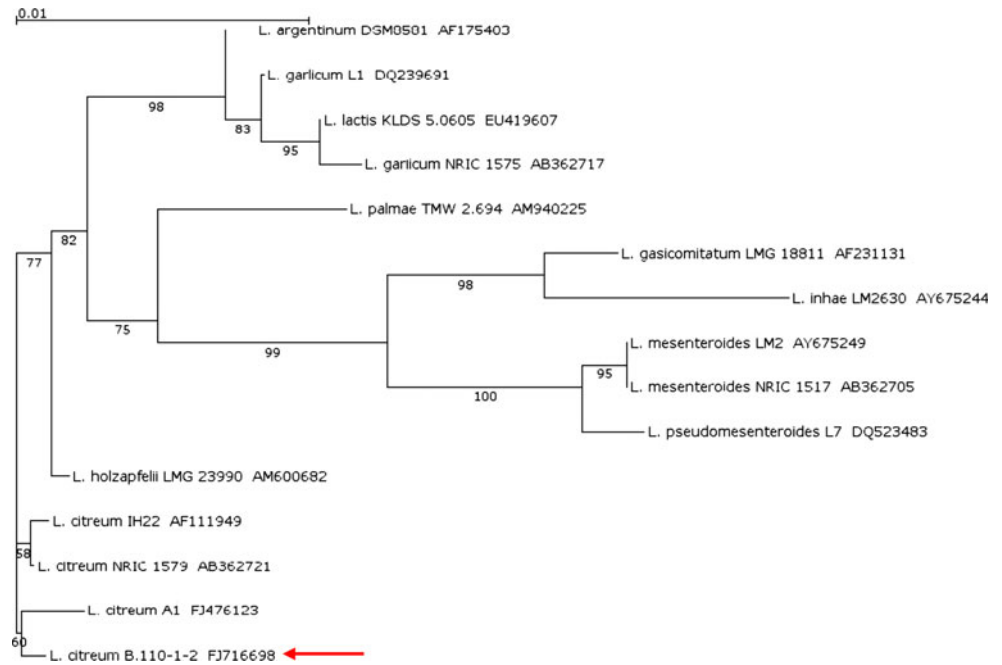 0.01
L. argentinum DSM8581 AF175403
L. garlicum L1 DQ239691
98
83
L. lactis KLDS 5.0605 EU419607
95
L. garlicum NRIC 1575 AB362717
L. palmae TMW 2.694 AM940225
82
77
L. gasicomitatum LMG 18811 AF231131
98
L. inhae LM2630 AY675244
75
99
L. mesenteroides LM2 AY675249
95
L. mesenteroides NRIC 1517 AB362705
100
L. pseudomesenteroides L7 DQ523483
L. holzapfelii LMG 23990 AM600682
L. citreum IH22 AF111949
58
L. citreum NRIC 1579 AB362721
L. citreum A1 FJ476123
60
L. citreum B.110-1-2 FJ716698